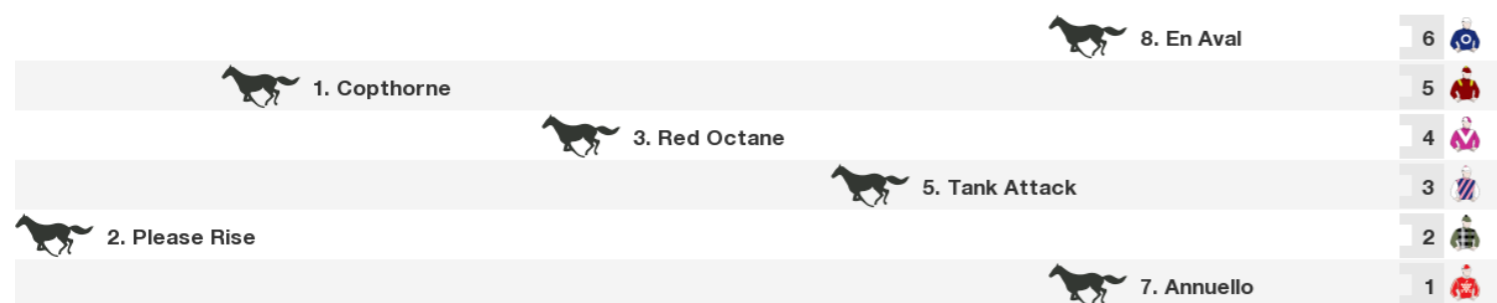 8. En Aval 6
1. Copthorne 5
3. Red Octane 4
5. Tank Attack 3
2. Please Rise 2
7. Annuello 1